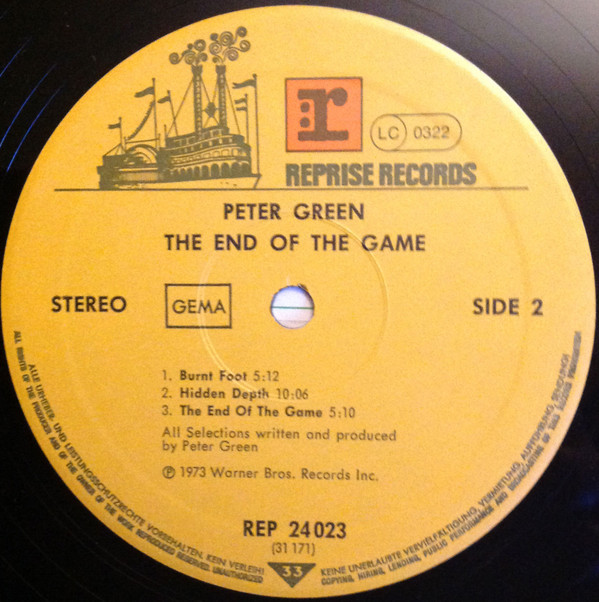 r
LC 0322
REPRISE RECORDS
PETER GREEN
THE END OF THE GAME
STEREO
GEMA
SIDE 2
1. Burnt Foot 5:12
2. Hidden Depth 10:06
3. The End Of The Game 5:10
All Selections written and produced
by Peter Green
℗ 1973 Warner Bros. Records Inc.
REP 24 023
(31 171)
33
ALLE URHEBER- UND LEISTUNGSSCHUTZRECHTE VORBEHALTEN. KEIN VERLEIH!
KEINE UNERLAUBTE VERVIELFÄLTIGUNG, VERMIETUNG, AUFFÜHRUNG, SENDUNG!
ALL RIGHTS OF THE PRODUCER AND OF THE OWNER OF THE WORK REPRODUCED RESERVED. UNAUTHORIZED
COPYING, HIRING, LENDING, PUBLIC PERFORMANCE AND BROADCASTING OF THIS RECORD PROHIBITED